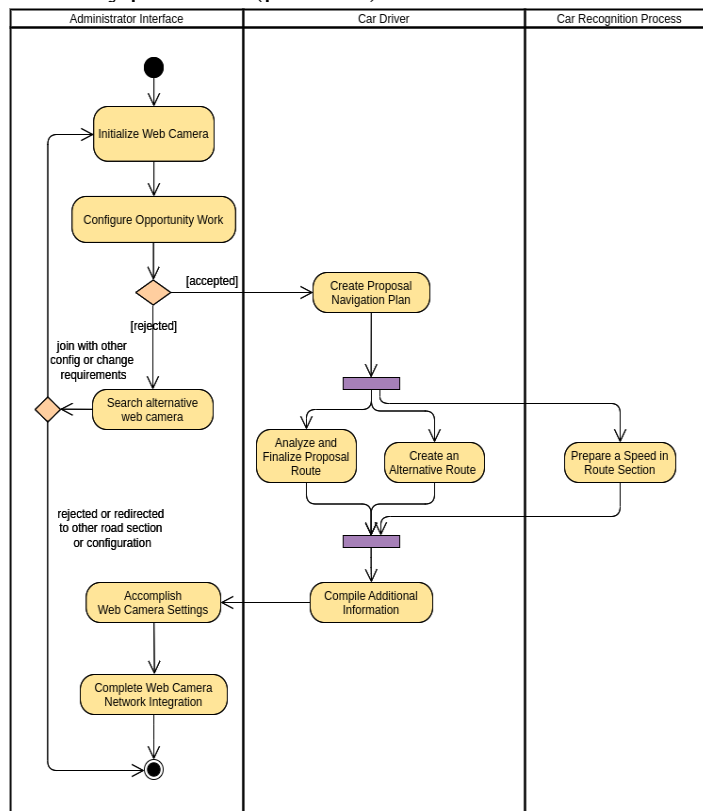 Administrator Interface
Car Driver
Car Recognition Process
Initialize Web Camera
Configure Opportunity Work
[accepted]
Create Proposal
Navigation Plan
[rejected]
join with other
config or change
requirements
Search alternative
web camera
Analyze and
Finalize Proposal
Route
Create an
Alternative Route
Prepare a Speed in
Route Section
rejected or redirected
to other road section
or configuration
Accomplish
Web Camera Settings
Compile Additional
Information
Complete Web Camera
Network Integration